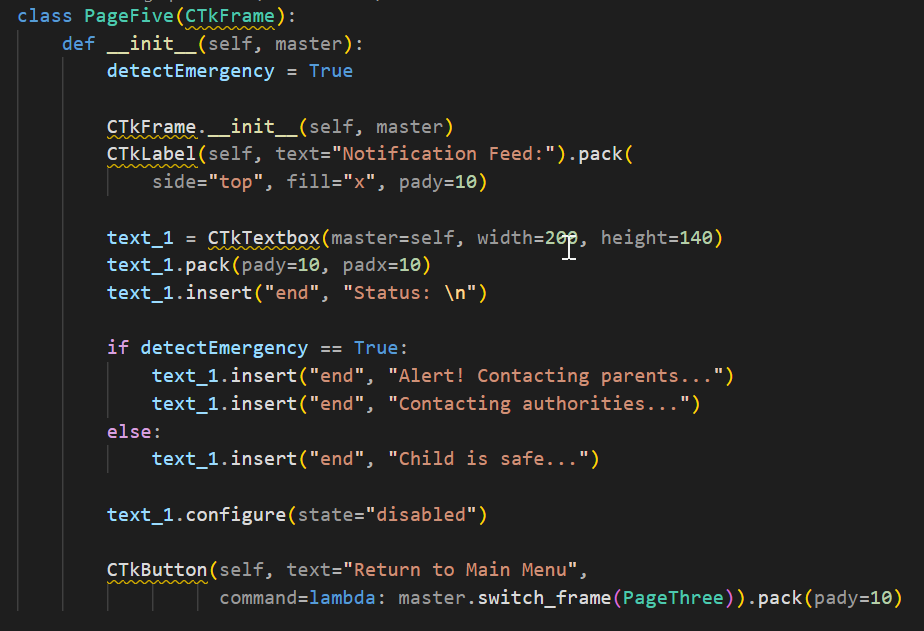 class PageFive(CTkFrame):
    def __init__(self, master):
        detectEmergency = True

        CTkFrame.__init__(self, master)
        CTkLabel(self, text="Notification Feed:").pack(
            side="top", fill="x", pady=10)

        text_1 = CTkTextbox(master=self, width=200, height=140)
        text_1.pack(pady=10, padx=10)
        text_1.insert("end", "Status: \n")

        if detectEmergency == True:
            text_1.insert("end", "Alert! Contacting parents...")
            text_1.insert("end", "Contacting authorities...")
        else:
            text_1.insert("end", "Child is safe...")

        text_1.configure(state="disabled")

        CTkButton(self, text="Return to Main Menu",
                  command=lambda: master.switch_frame(PageThree)).pack(pady=10)